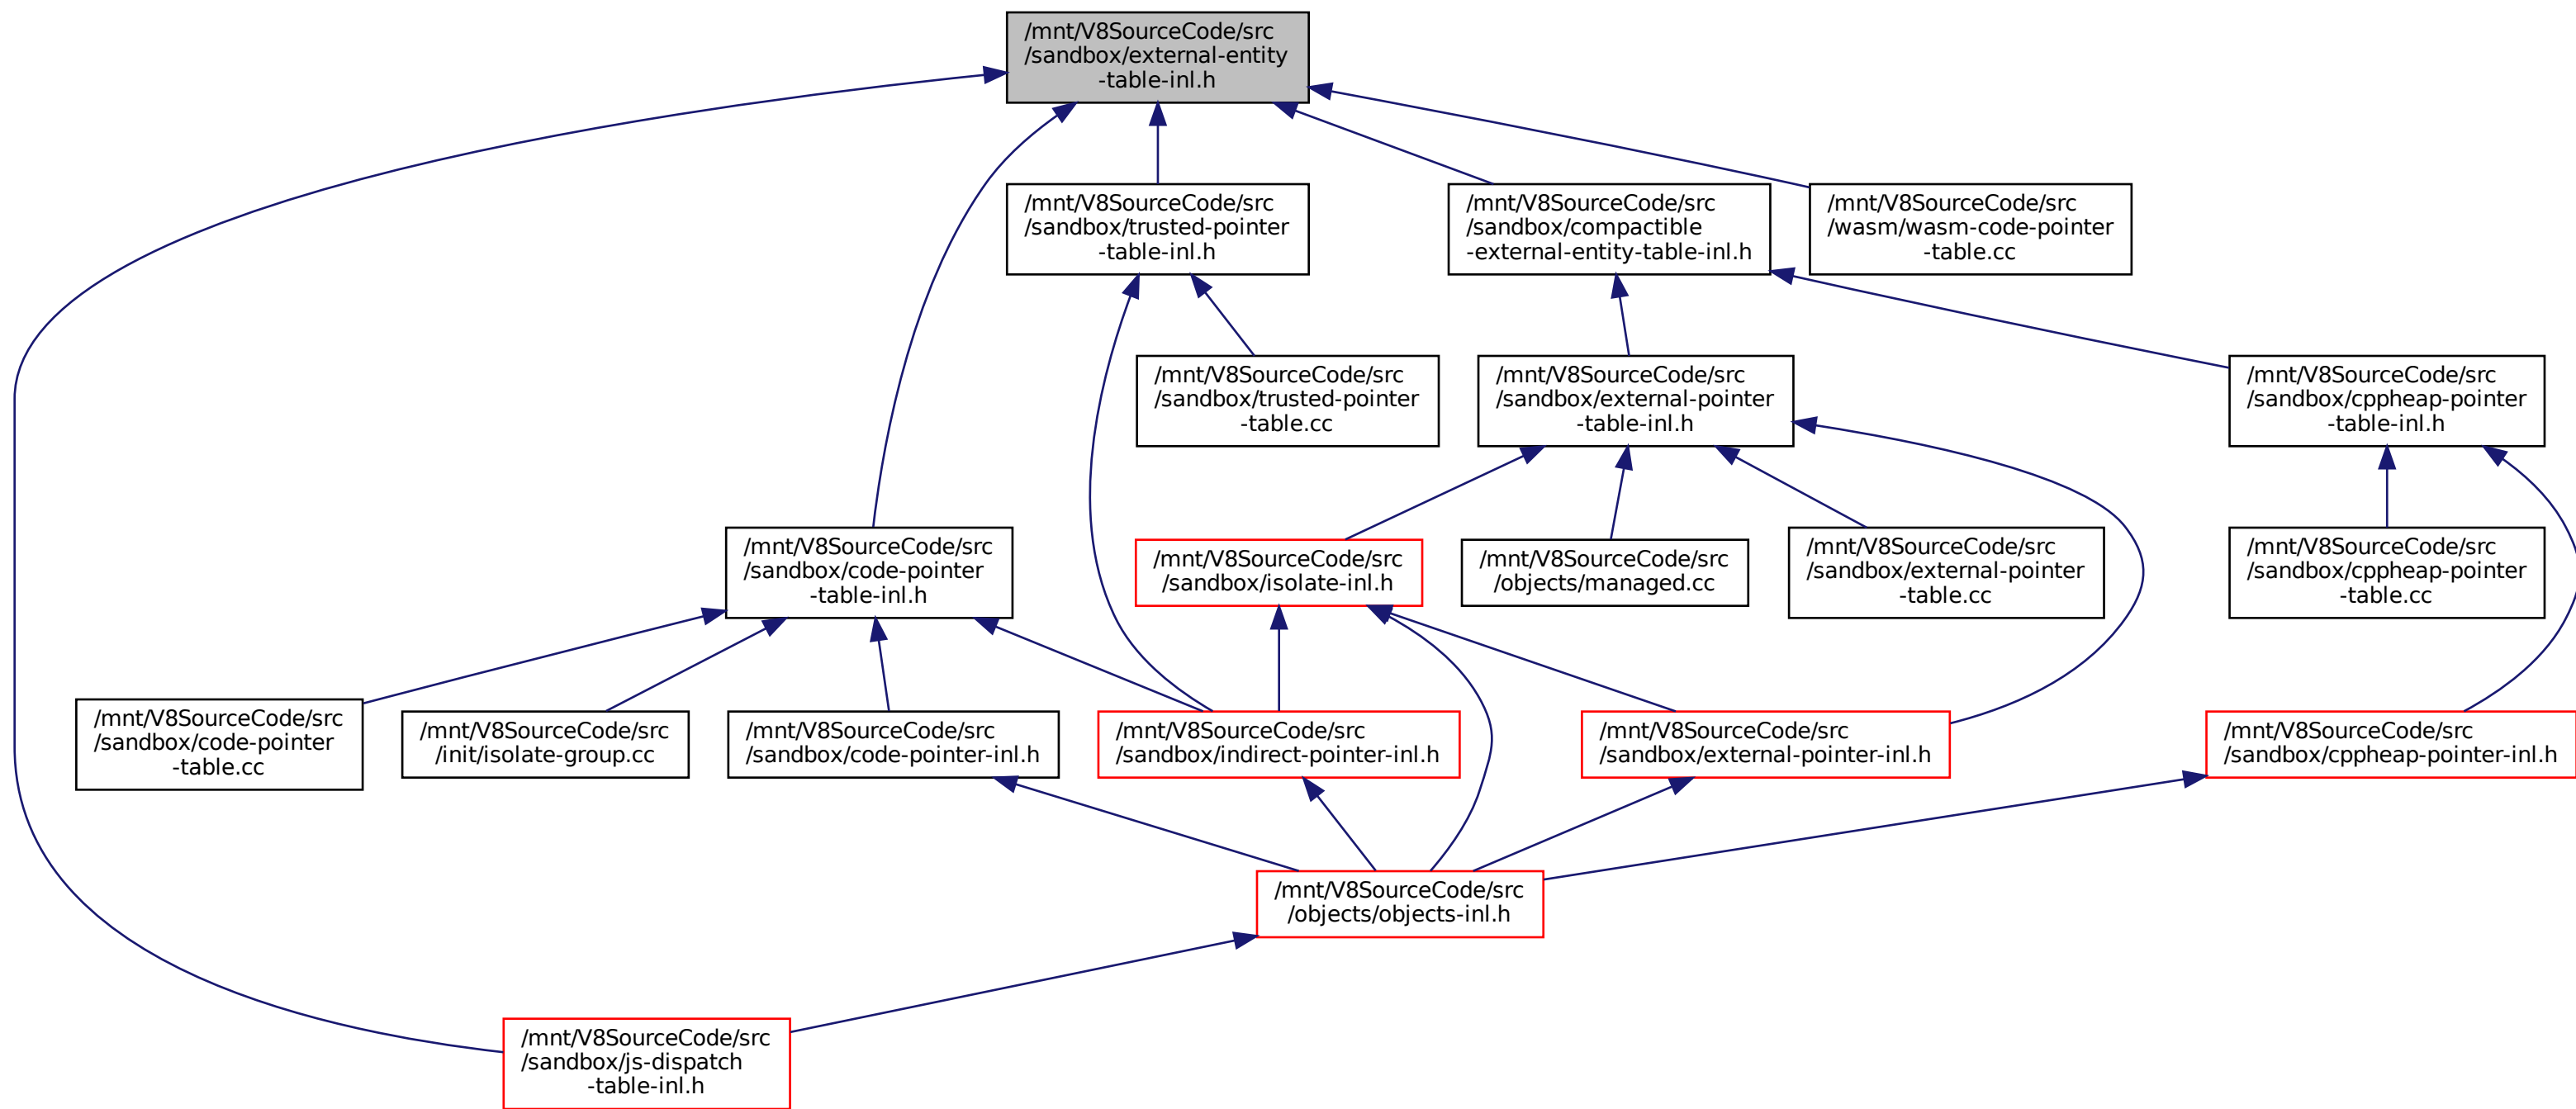 /mnt/V8SourceCode/src
/sandbox/external-entity
-table-inl.h
/mnt/V8SourceCode/src
/sandbox/trusted-pointer
-table-inl.h
/mnt/V8SourceCode/src
/sandbox/compactible
-external-entity-table-inl.h
/mnt/V8SourceCode/src
/wasm/wasm-code-pointer
-table.cc
/mnt/V8SourceCode/src
/sandbox/trusted-pointer
-table.cc
/mnt/V8SourceCode/src
/sandbox/external-pointer
-table-inl.h
/mnt/V8SourceCode/src
/sandbox/cppheap-pointer
-table-inl.h
/mnt/V8SourceCode/src
/sandbox/code-pointer
-table-inl.h
/mnt/V8SourceCode/src
/sandbox/isolate-inl.h
/mnt/V8SourceCode/src
/objects/managed.cc
/mnt/V8SourceCode/src
/sandbox/external-pointer
-table.cc
/mnt/V8SourceCode/src
/sandbox/cppheap-pointer
-table.cc
/mnt/V8SourceCode/src
/sandbox/code-pointer
-table.cc
/mnt/V8SourceCode/src
/init/isolate-group.cc
/mnt/V8SourceCode/src
/sandbox/code-pointer-inl.h
/mnt/V8SourceCode/src
/sandbox/indirect-pointer-inl.h
/mnt/V8SourceCode/src
/sandbox/external-pointer-inl.h
/mnt/V8SourceCode/src
/sandbox/cppheap-pointer-inl.h
/mnt/V8SourceCode/src
/objects/objects-inl.h
/mnt/V8SourceCode/src
/sandbox/js-dispatch
-table-inl.h